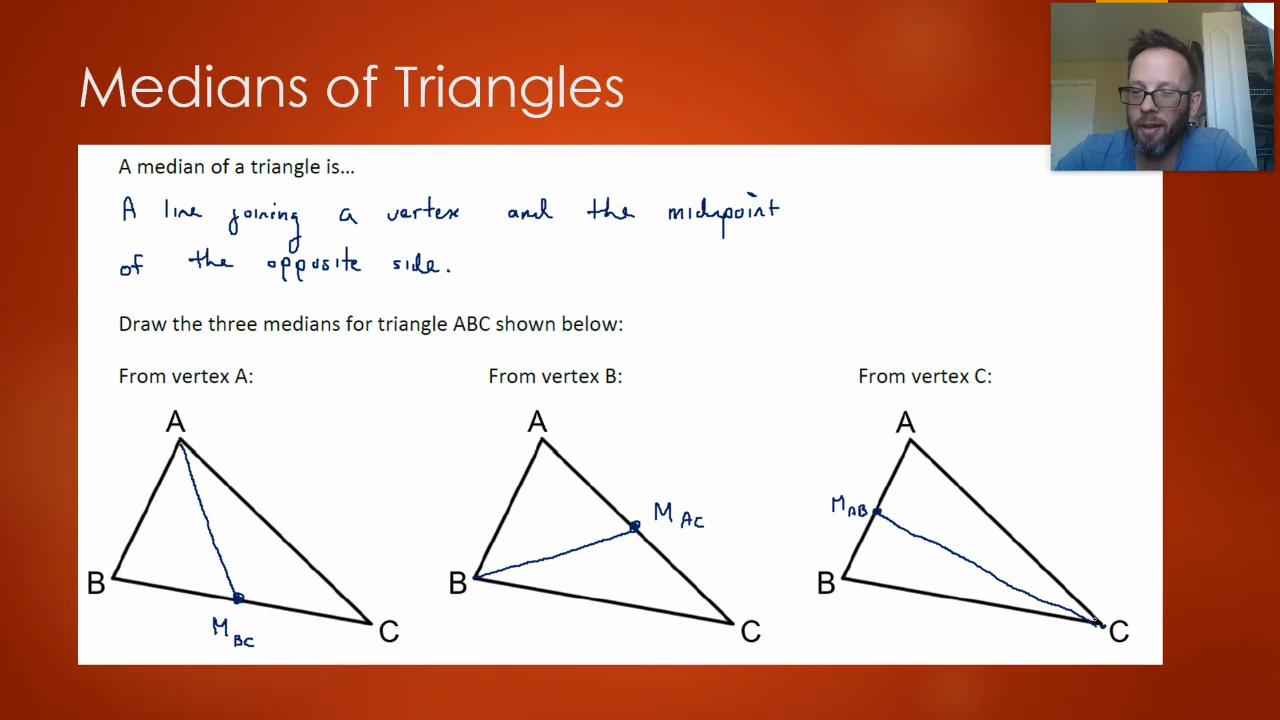 Medians of Triangles
A median of a triangle is...
A line joining a vertex and the midpoint
of the opposite side.
Draw the three medians for triangle ABC shown below:
From vertex A:
From vertex B:
From vertex C:
A
B
C
M BC
A
B
C
M AC
A
B
C
M AB